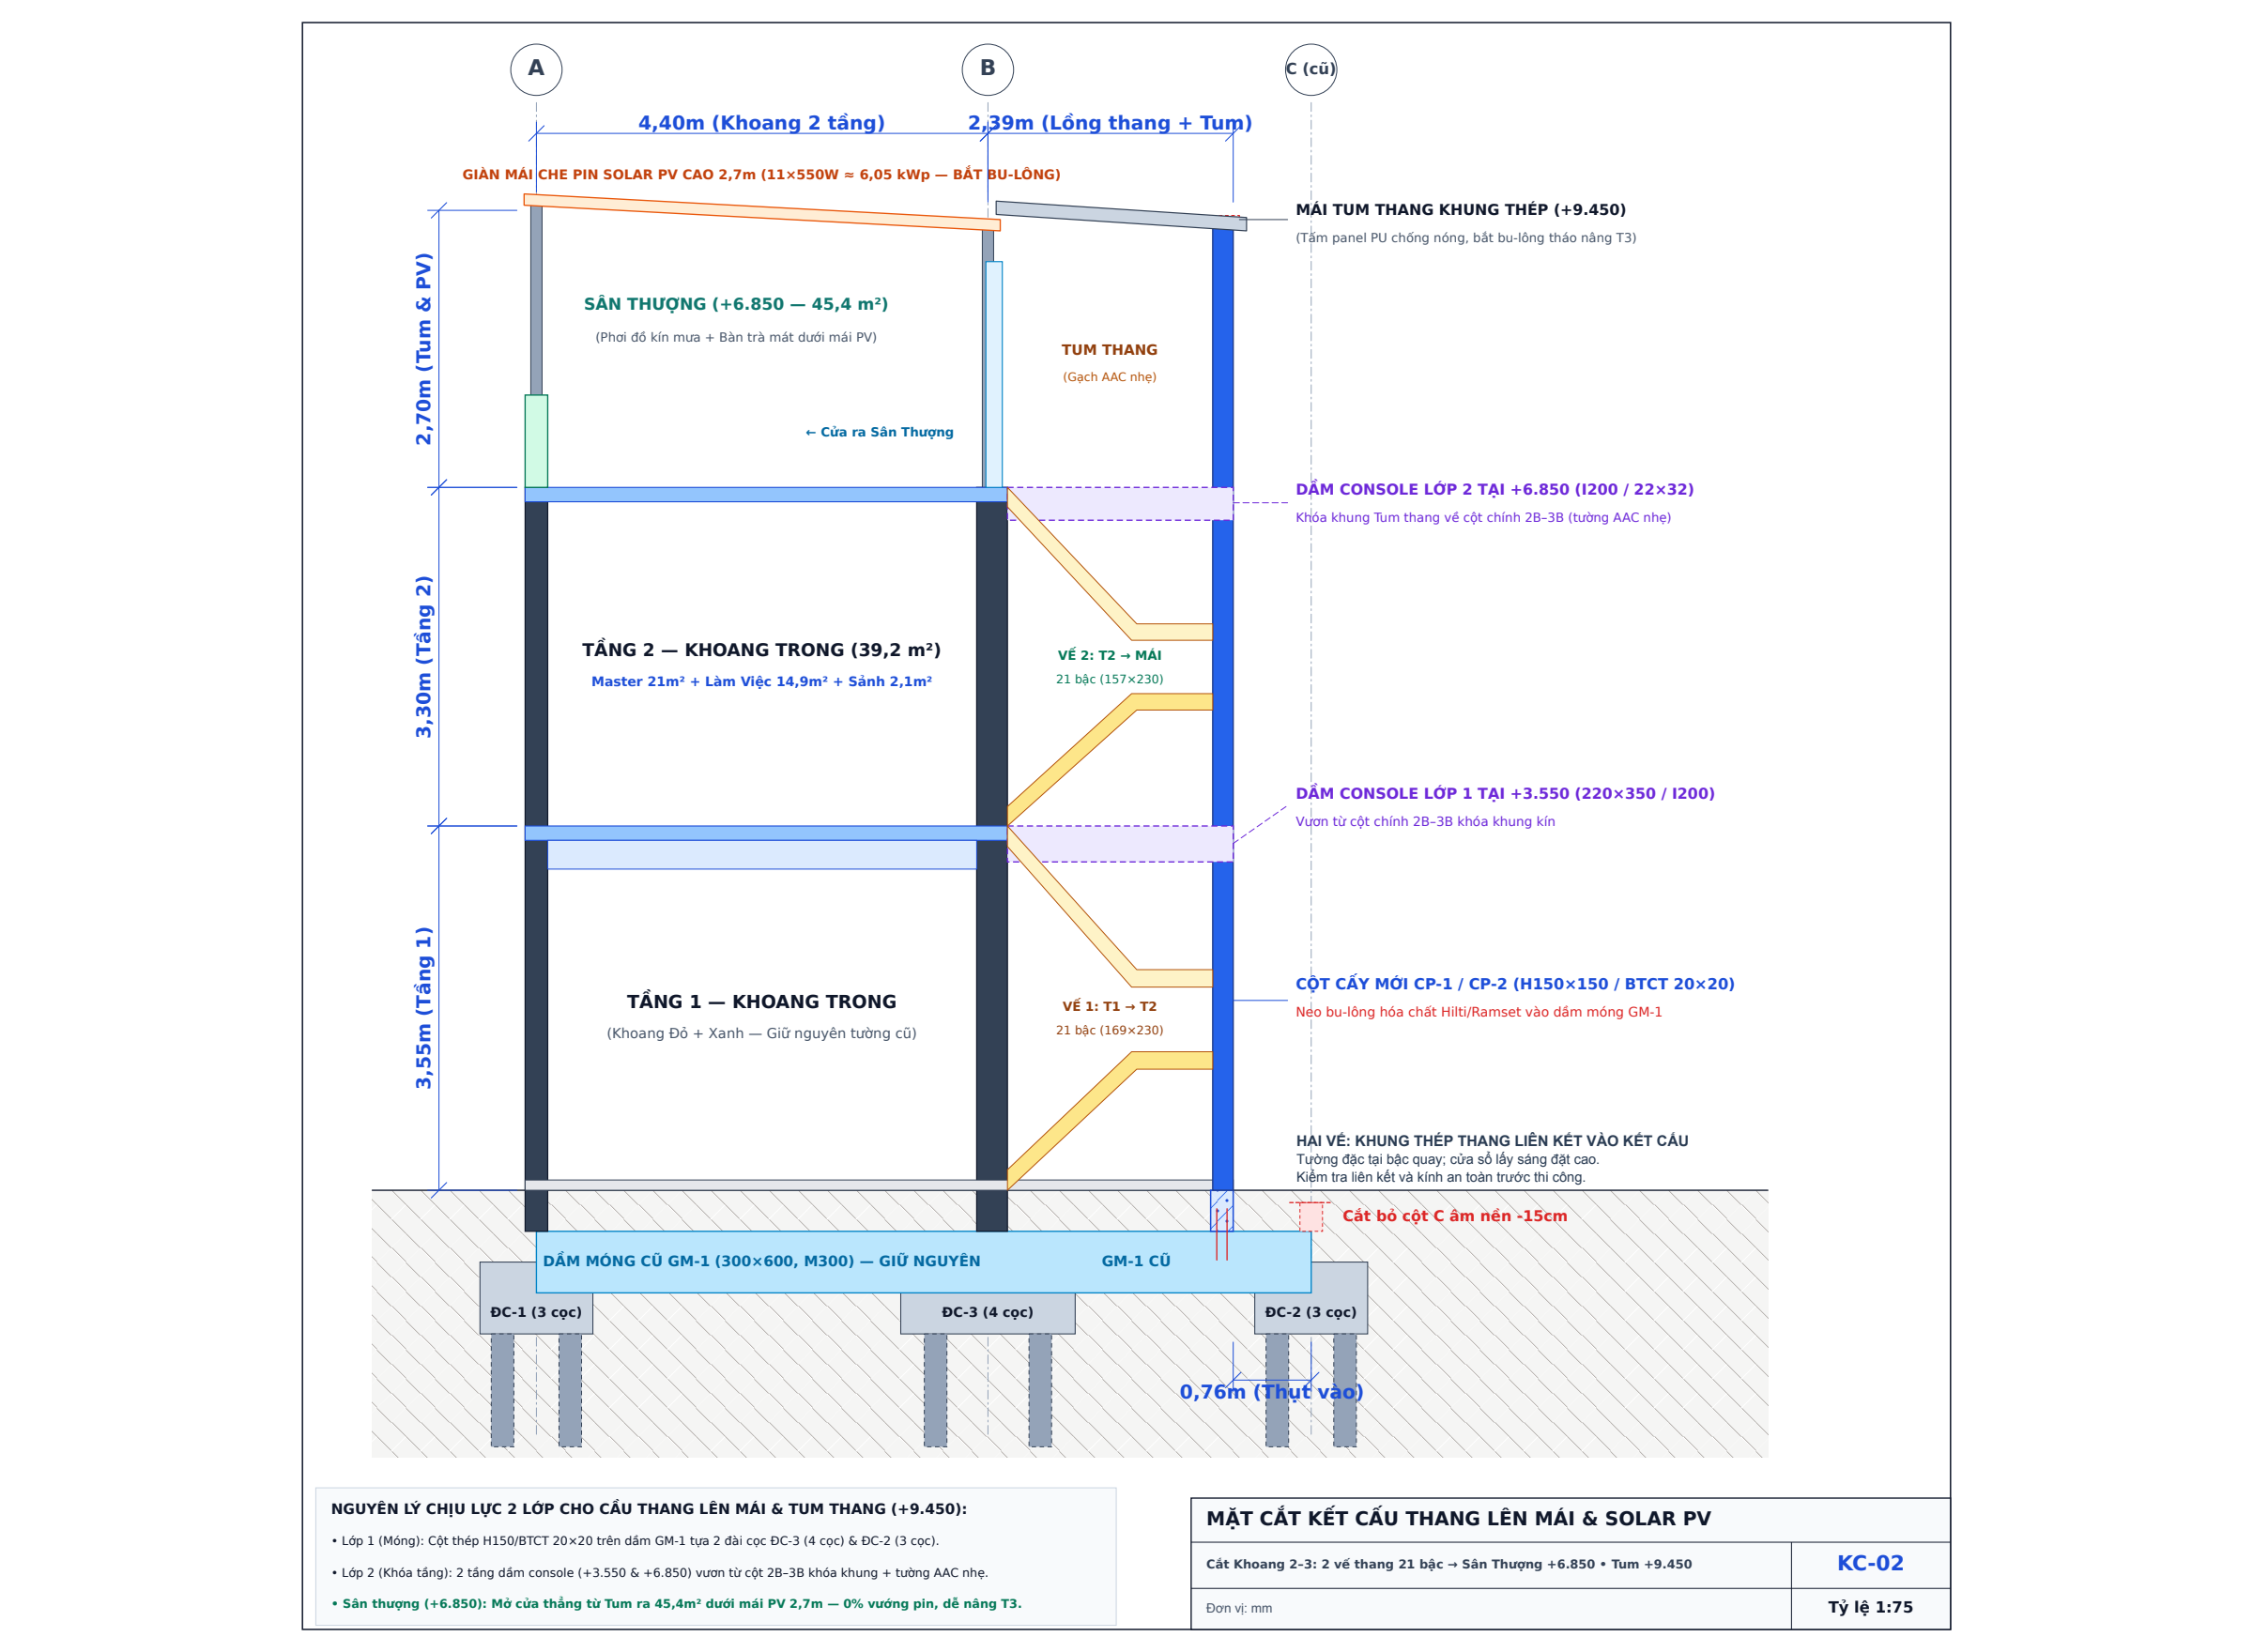 A
B
C (cũ)
4,40m (Khoang 2 tầng)
2,39m (Lồng thang + Tum)
GIÀN MÁI CHE PIN SOLAR PV CAO 2,7m (11×550W ≈ 6,05 kWp — BẮT BU-LÔNG)
MÁI TUM THANG KHUNG THÉP (+9.450)
(Tấm panel PU chống nóng, bắt bu-lông tháo nâng T3)
2,70m (Tum & PV)
SÂN THƯỢNG (+6.850 — 45,4 m²)
(Phơi đồ kín mưa + Bàn trà mát dưới mái PV)
TUM THANG
(Gạch AAC nhẹ)
← Cửa ra Sân Thượng
DẦM CONSOLE LỚP 2 TẠI +6.850 (I200 / 22×32)
Khóa khung Tum thang về cột chính 2B–3B (tường AAC nhẹ)
3,30m (Tầng 2)
TẦNG 2 — KHOANG TRONG (39,2 m²)
Master 21m² + Làm Việc 14,9m² + Sảnh 2,1m²
VẾ 2: T2 → MÁI
21 bậc (157×230)
DẦM CONSOLE LỚP 1 TẠI +3.550 (220×350 / I200)
Vươn từ cột chính 2B–3B khóa khung kín
3,55m (Tầng 1)
TẦNG 1 — KHOANG TRONG
(Khoang Đỏ + Xanh — Giữ nguyên tường cũ)
VẾ 1: T1 → T2
21 bậc (169×230)
CỘT CẤY MỚI CP-1 / CP-2 (H150×150 / BTCT 20×20)
Neo bu-lông hóa chất Hilti/Ramset vào dầm móng GM-1
HAI VẾ: KHUNG THÉP THANG LIÊN KẾT VÀO KẾT CẤU
Tường đặc tại bậc quay; cửa sổ lấy sáng đặt cao.
Kiểm tra liên kết và kính an toàn trước thi công.
Cắt bỏ cột C âm nền -15cm
DẦM MÓNG CŨ GM-1 (300×600, M300) — GIỮ NGUYÊN
GM-1 CŨ
ĐC-1 (3 cọc)
ĐC-3 (4 cọc)
ĐC-2 (3 cọc)
0,76m (Thụt vào)
NGUYÊN LÝ CHỊU LỰC 2 LỚP CHO CẦU THANG LÊN MÁI & TUM THANG (+9.450):
• Lớp 1 (Móng): Cột thép H150/BTCT 20×20 trên dầm GM-1 tựa 2 đài cọc ĐC-3 (4 cọc) & ĐC-2 (3 cọc).
• Lớp 2 (Khóa tầng): 2 tầng dầm console (+3.550 & +6.850) vươn từ cột 2B–3B khóa khung + tường AAC nhẹ.
• Sân thượng (+6.850): Mở cửa thẳng từ Tum ra 45,4m² dưới mái PV 2,7m — 0% vướng pin, dễ nâng T3.
MẶT CẮT KẾT CẤU THANG LÊN MÁI & SOLAR PV
Cắt Khoang 2–3: 2 vế thang 21 bậc → Sân Thượng +6.850 • Tum +9.450
KC-02
Đơn vị: mm
Tỷ lệ 1:75